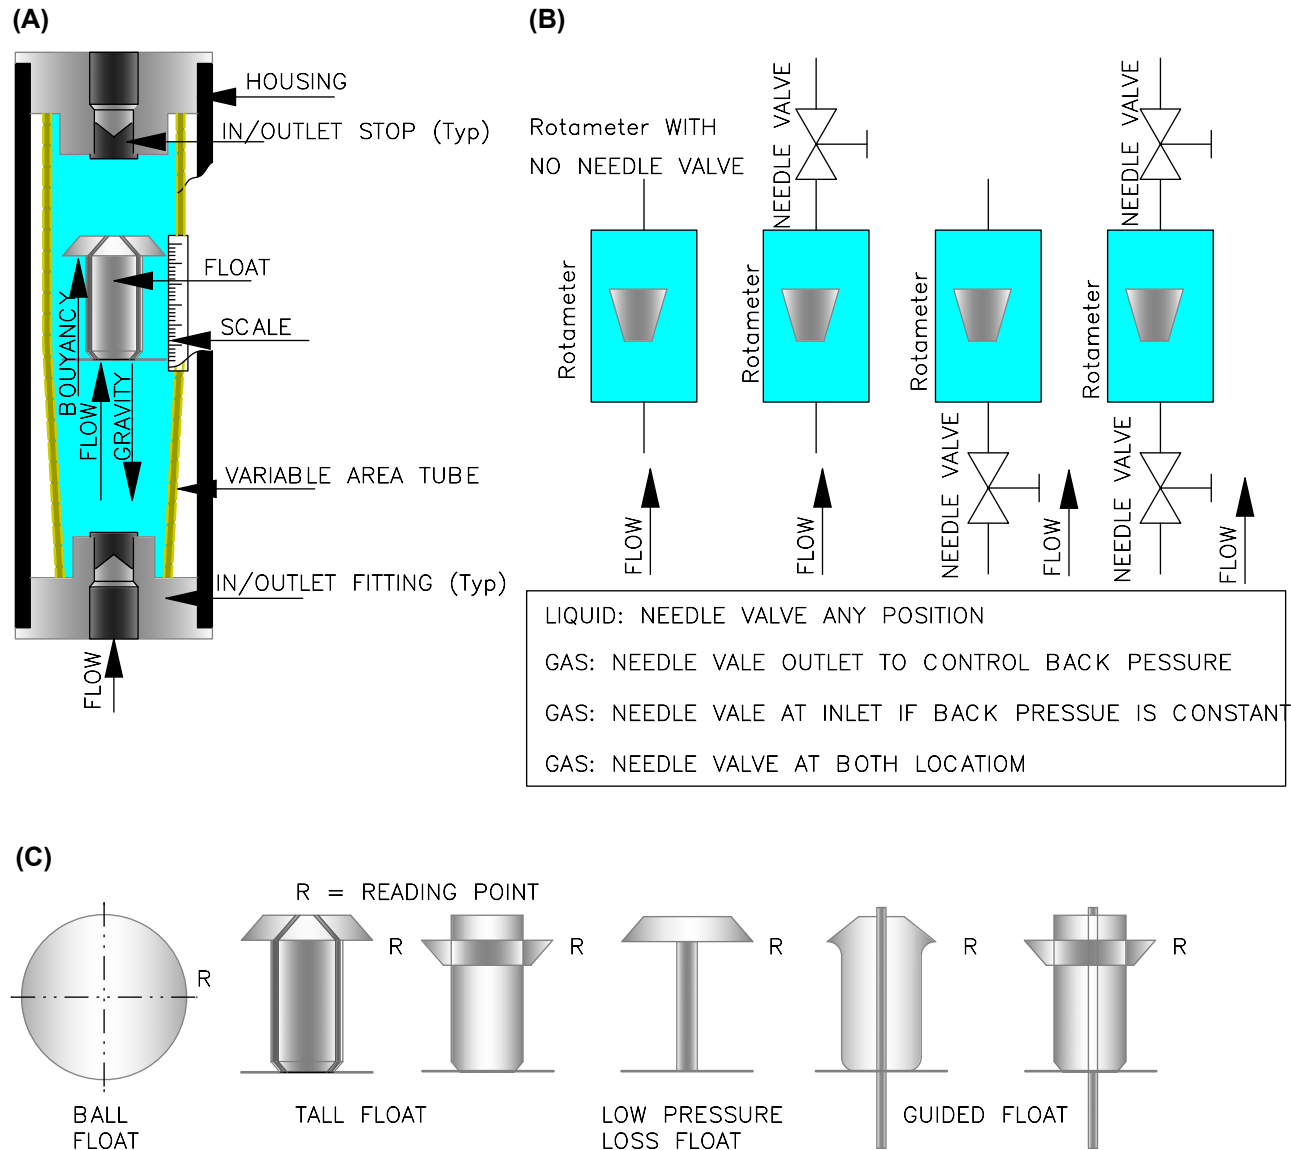 (A)
HOUSING
IN/OUTLET STOP (Typ)
FLOAT
SCALE
BOUYANCY
FLOW
GRAVITY
VARIABLE AREA TUBE
IN/OUTLET FITTING (Typ)
FLOW
(B)
Rotameter WITH
NO NEEDLE VALVE
NEEDLE VALVE
NEEDLE VALVE
Rotameter
Rotameter
Rotameter
Rotameter
NEEDLE VALVE
NEEDLE VALVE
FLOW
FLOW
FLOW
FLOW
LIQUID: NEEDLE VALVE ANY POSITION
GAS: NEEDLE VALE OUTLET TO CONTROL BACK PESSURE
GAS: NEEDLE VALE AT INLET IF BACK PRESSUE IS CONSTANT
GAS: NEEDLE VALVE AT BOTH LOCATIOM
(C)
R = READING POINT
R
R
R
R
R
R
BALL
FLOAT
TALL FLOAT
LOW PRESSURE
LOSS FLOAT
GUIDED FLOAT